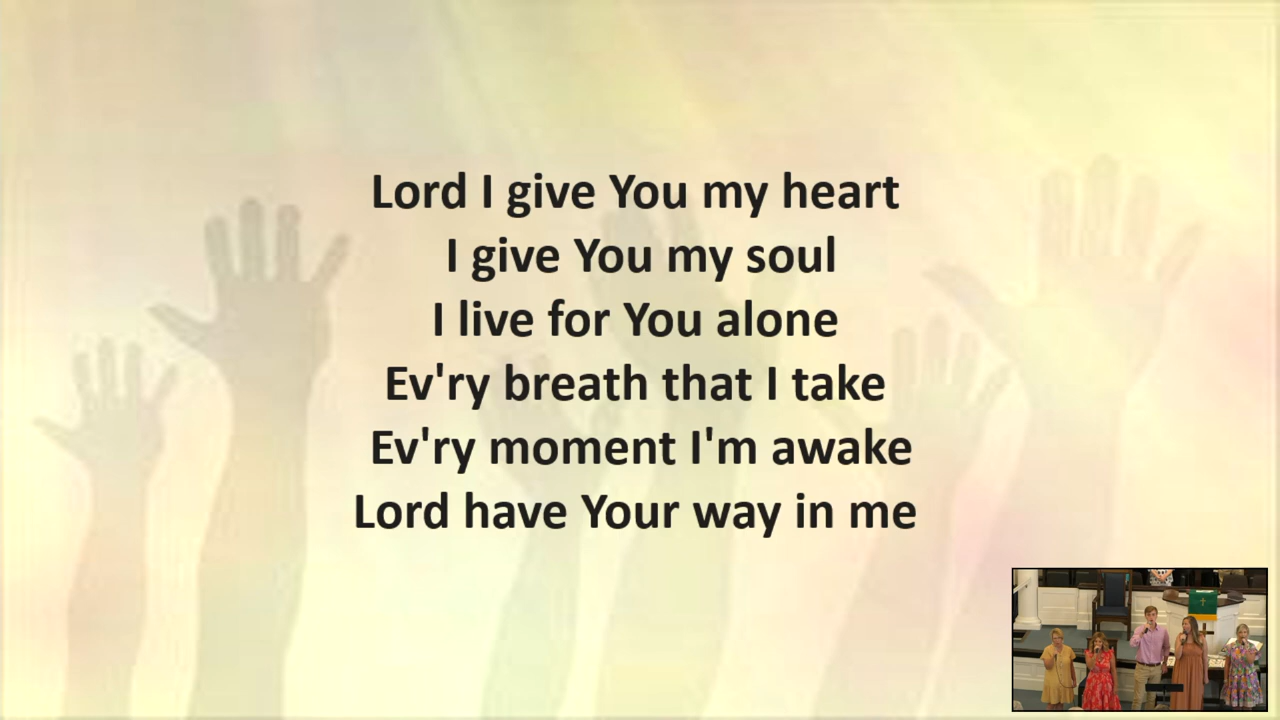 Lord I give You my heart
I give You my soul
I live for You alone
Ev'ry breath that I take
Ev'ry moment I'm awake
Lord have Your way in me